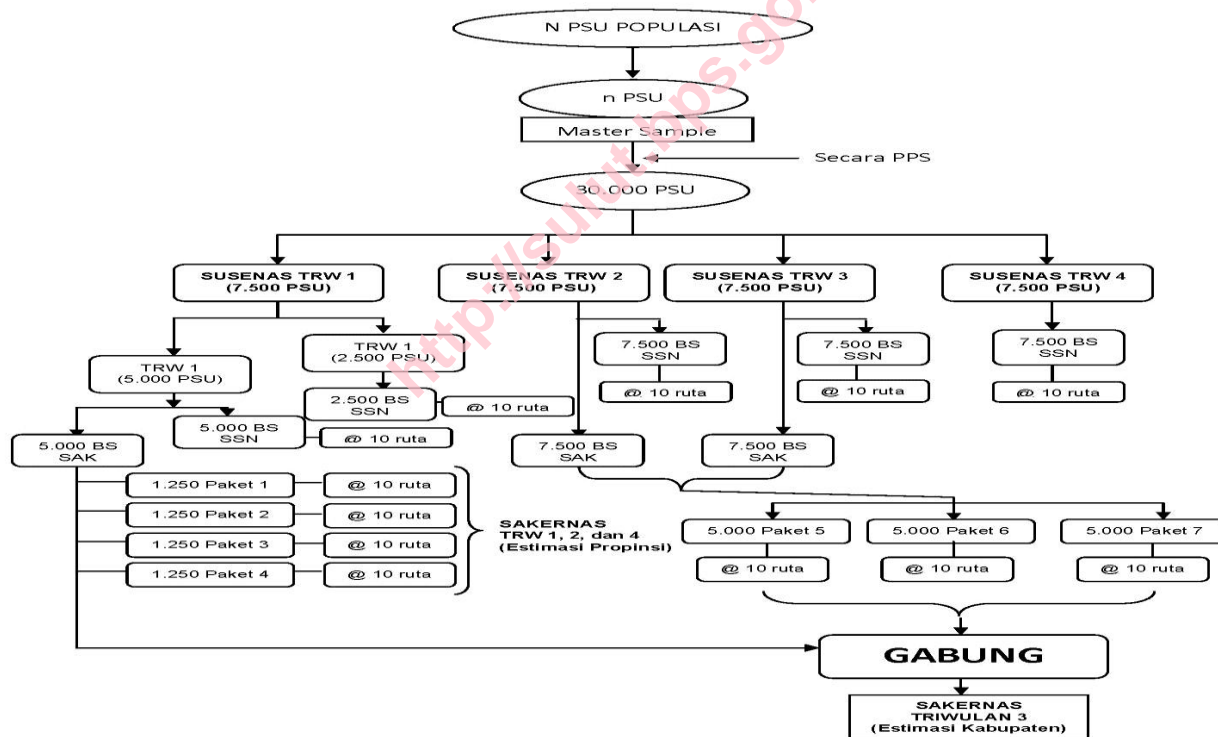 N PSU POPULASI
n PSU
Master Sample
Secara PPS
30.000 PSU
SUSENAS TRW 1
(7.500 PSU)
SUSENAS TRW 2
(7.500 PSU)
SUSENAS TRW 3
(7.500 PSU)
SUSENAS TRW 4
(7.500 PSU)
TRW 1
(5.000 PSU)
TRW 1
(2.500 PSU)
7.500 BS
SSN
@ 10 ruta
7.500 BS
SSN
@ 10 ruta
7.500 BS
SSN
@ 10 ruta
2.500 BS
SSN
@ 10 ruta
5.000 BS
SSN
@ 10 ruta
5.000 BS
SAK
7.500 BS
SAK
7.500 BS
SAK
1.250 Paket 1
@ 10 ruta
1.250 Paket 2
@ 10 ruta
1.250 Paket 3
@ 10 ruta
1.250 Paket 4
@ 10 ruta
SAKERNAS
TRW 1, 2, dan 4
(Estimasi Propinsi)
5.000 Paket 5
5.000 Paket 6
5.000 Paket 7
@ 10 ruta
@ 10 ruta
@ 10 ruta
GABUNG
SAKERNAS
TRIWULAN 3
(Estimasi Kabupaten)
http://sulut.bps.go.